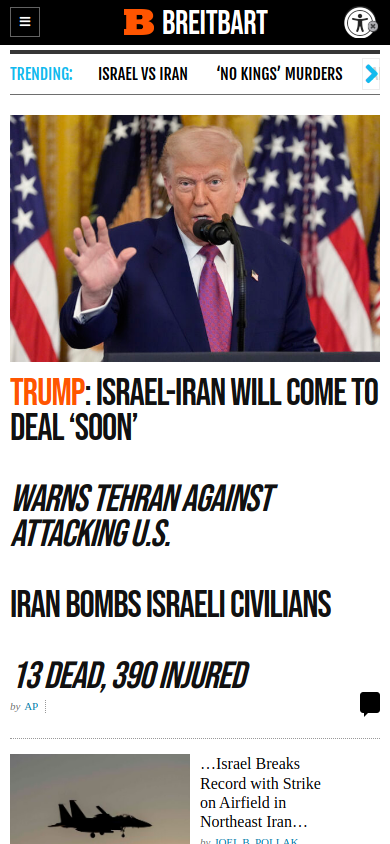 BREITBART
TRENDING:
ISRAEL VS IRAN
‘NO KINGS’ MURDERS
TRUMP: ISRAEL-IRAN WILL COME TO
DEAL ‘SOON’
WARNS TEHRAN AGAINST
ATTACKING U.S.
IRAN BOMBS ISRAELI CIVILIANS
13 DEAD, 390 INJURED
by AP
…Israel Breaks
Record with Strike
on Airfield in
Northeast Iran…
by JOEL B. POLLAK